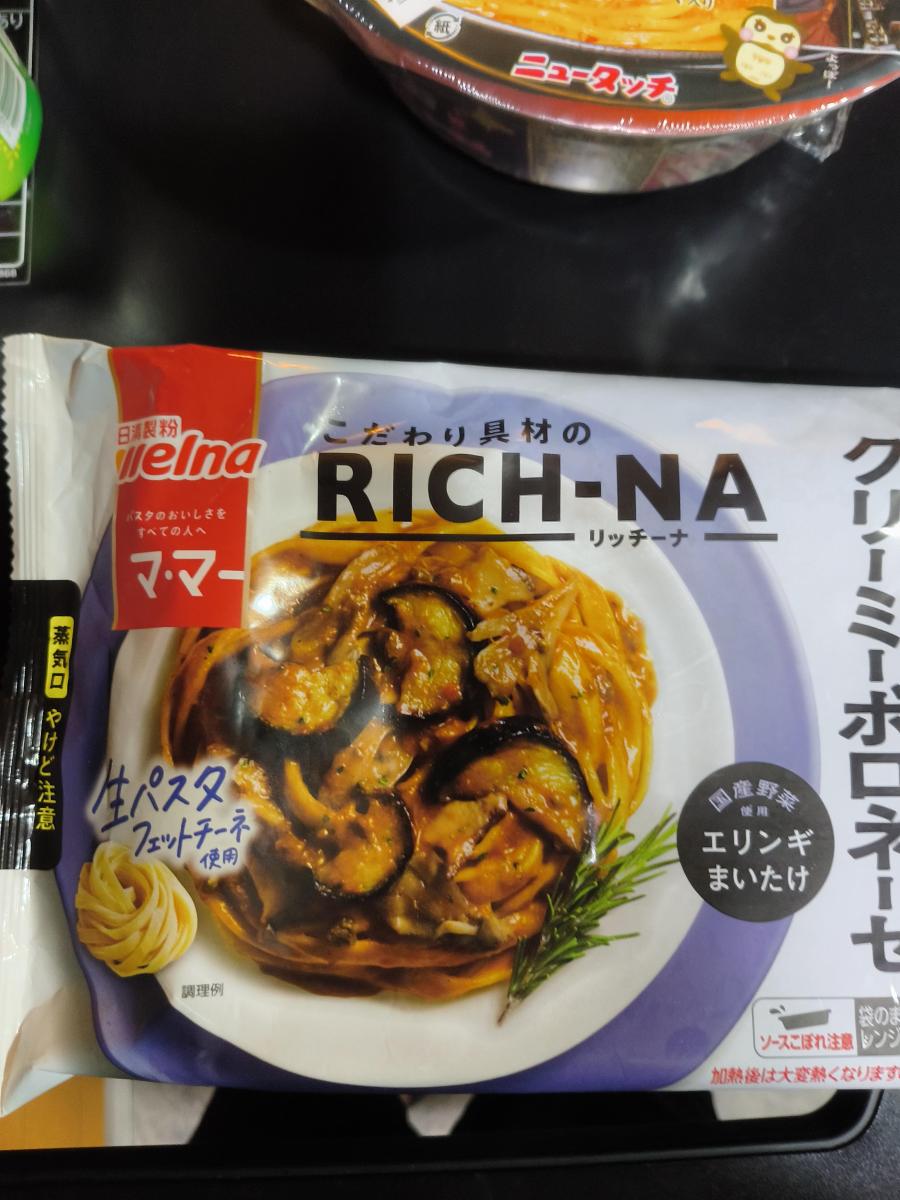 あり
紙
入り
ニュータッチ
868
日清製粉
welna
パスタのおいしさを
すべての人へ
マ・マー
こだわり具材の
RICH-NA
リッチーナ
クリーミーボロネーゼ
蒸気口
やけど注意
生パスタ
フェットチーネ
使用
国産野菜
使用
エリンギ
まいたけ
調理例
ソースこぼれ注意
袋のま
レンジ
加熱後は大変熱くなります